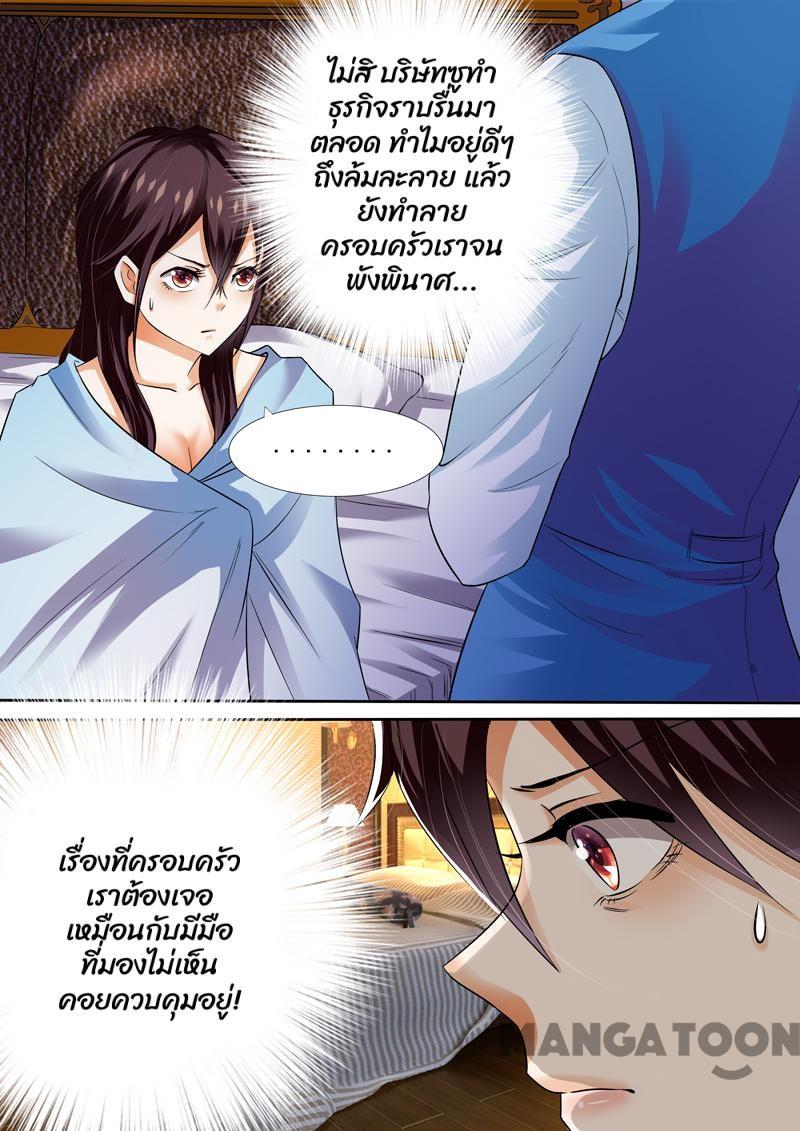 ไม่สิ บริษัทซูทำ
ธุรกิจราบรื่นมา
ตลอด ทำไมอยู่ดีๆ
ถึงล้มละลาย แล้ว
ยังทำลาย
ครอบครัวเราจน
พังพินาศ...
........
เรื่องที่ครอบครัว
เราต้องเจอ
เหมือนกับมีมือ
ที่มองไม่เห็น
คอยควบคุมอยู่!
MANGATOON